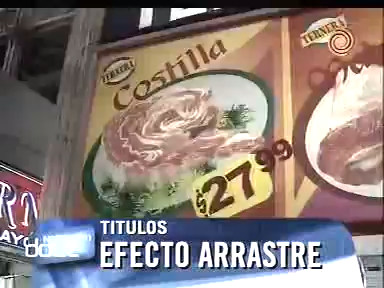 TERNERA
Costilla
$27.99
TERNERA
TITULOS
EFECTO ARRASTRE